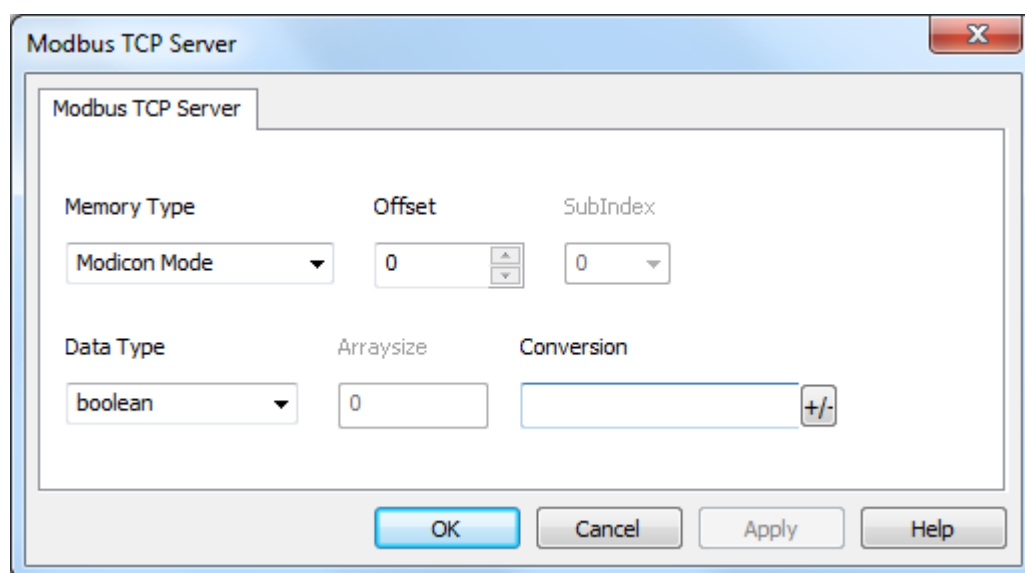 Modbus TCP Server
Modbus TCP Server
Memory Type Offset SubIndex
Modicon Mode 0 0
Data Type Arraysize Conversion
boolean 0 +/-
OK Cancel Apply Help